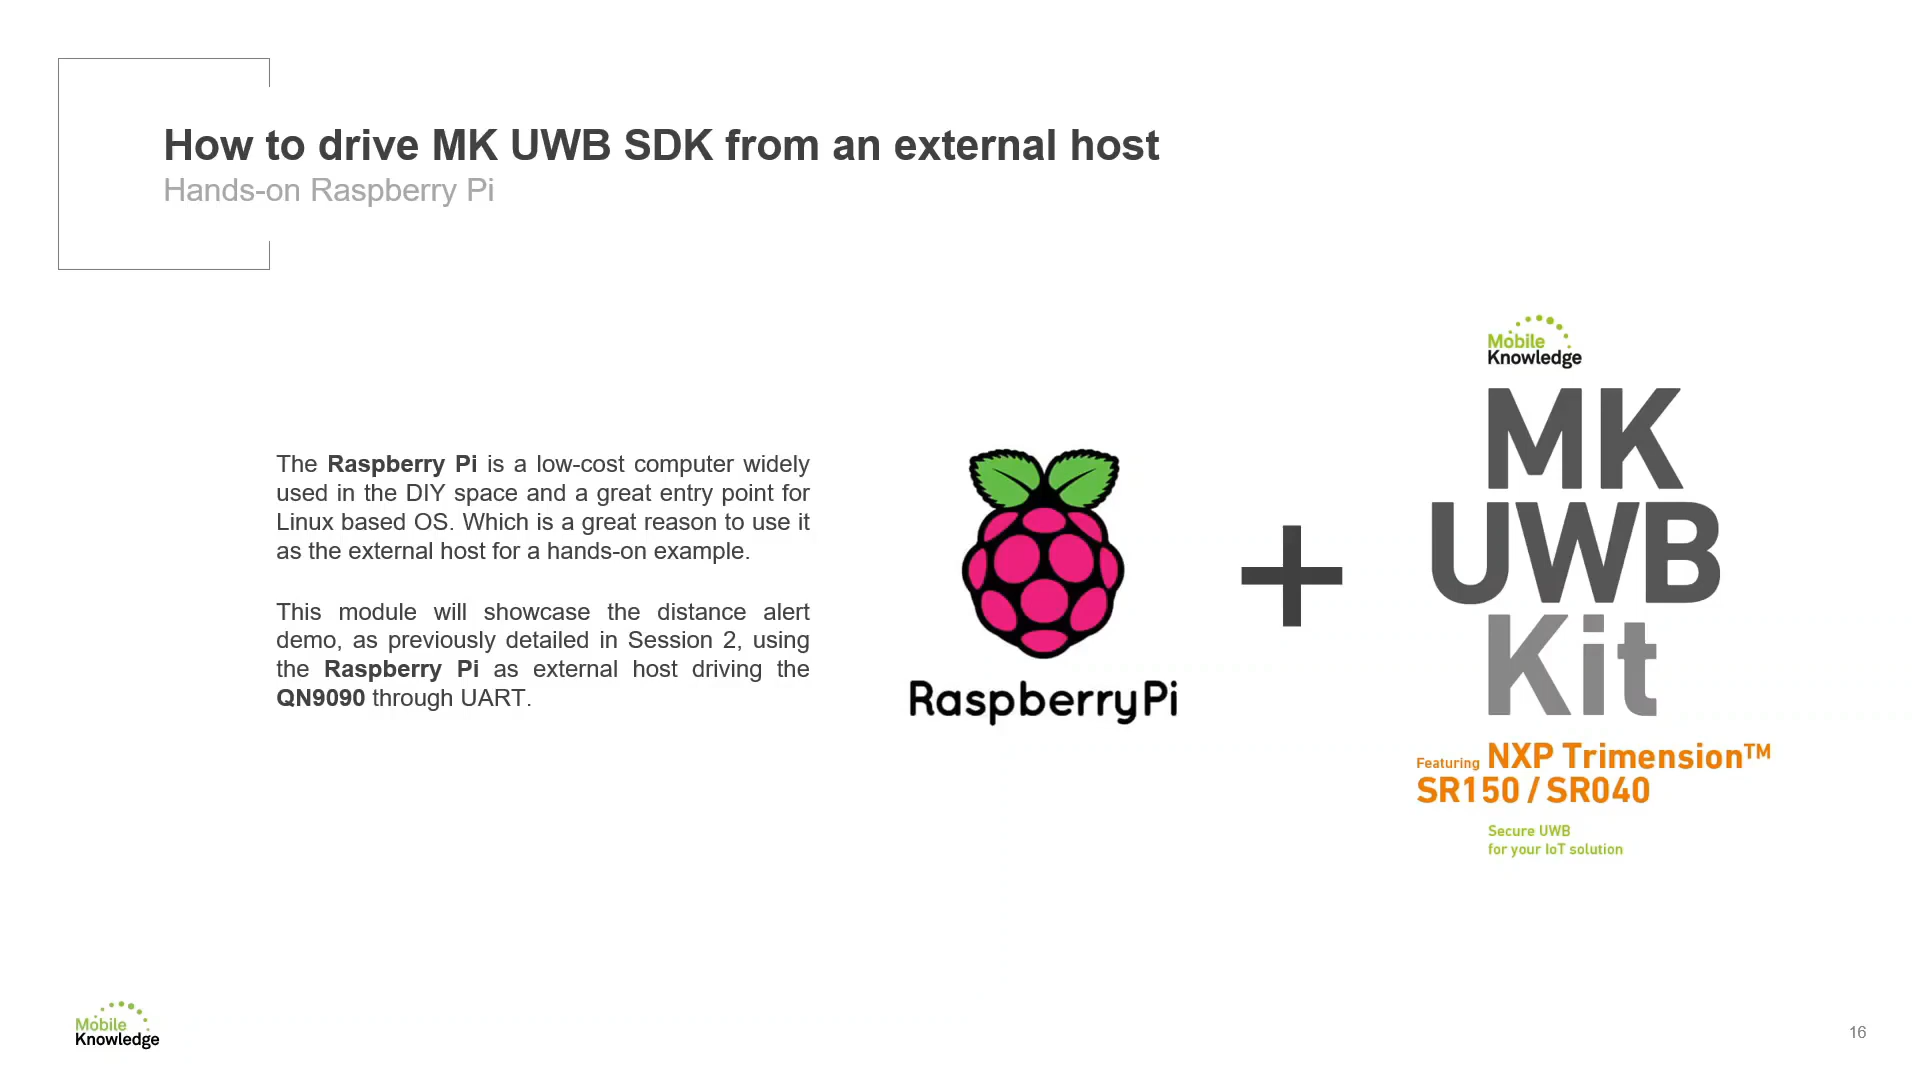 How to drive MK UWB SDK from an external host
Hands-on Raspberry Pi
The Raspberry Pi is a low-cost computer widely
used in the DIY space and a great entry point for
Linux based OS. Which is a great reason to use it
as the external host for a hands-on example.
This module will showcase the distance alert
demo, as previously detailed in Session 2, using
the Raspberry Pi as external host driving the
QN9090 through UART.
RaspberryPi
+
Mobile
Knowledge
MK
UWB
Kit
Featuring NXP Trimension™
SR150 / SR040
Secure UWB
for your IoT solution
Mobile
Knowledge
16